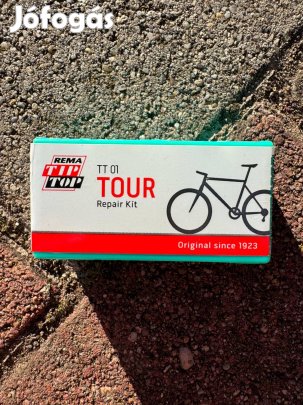 Jófogás
REMA
TIP
TOP
TT 01
TOUR
Repair Kit
Original since 1923